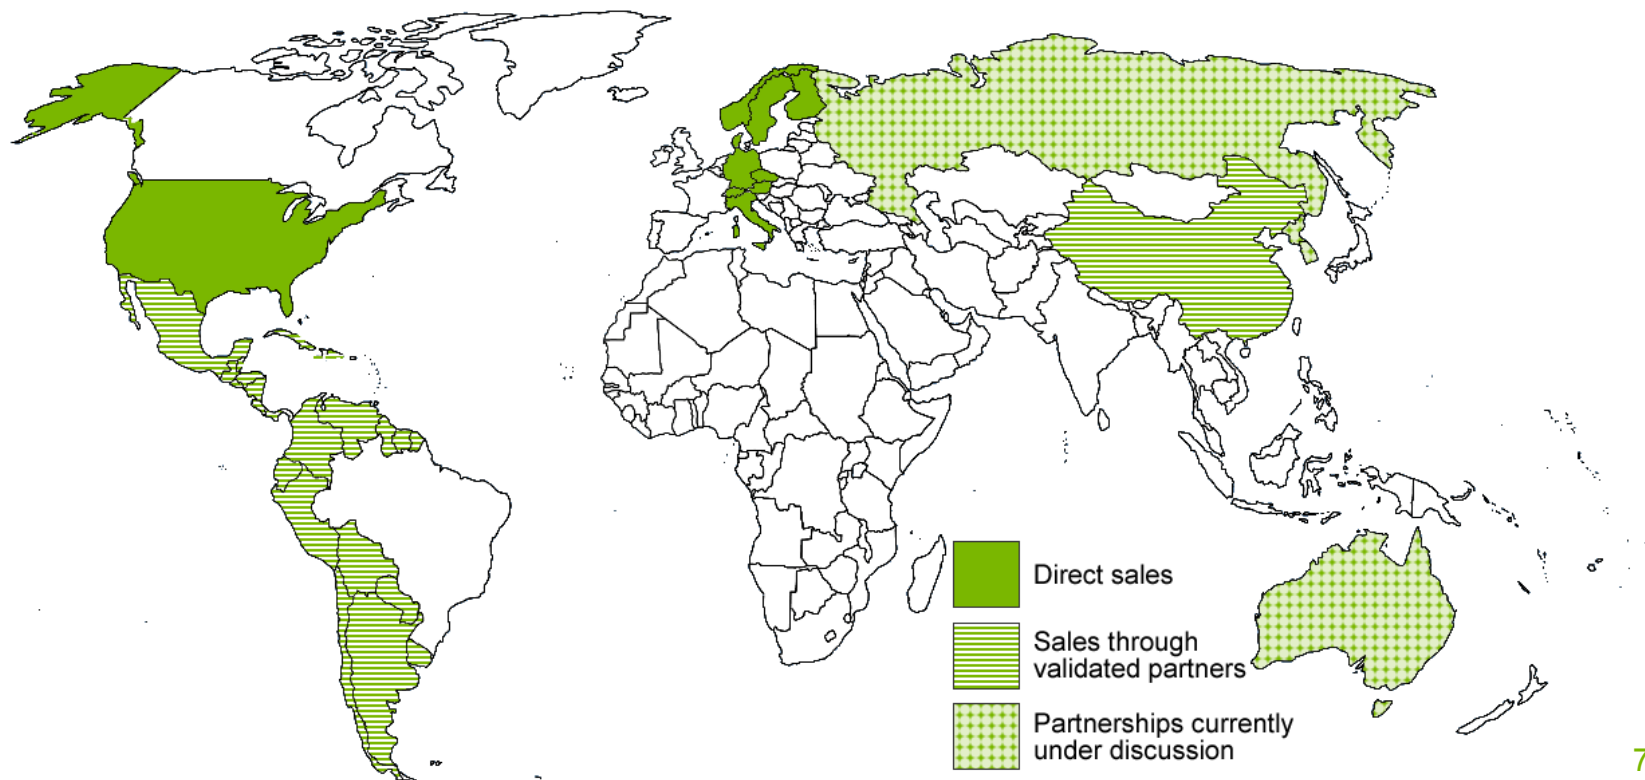 Direct sales
Sales through
validated partners
Partnerships currently
under discussion
7